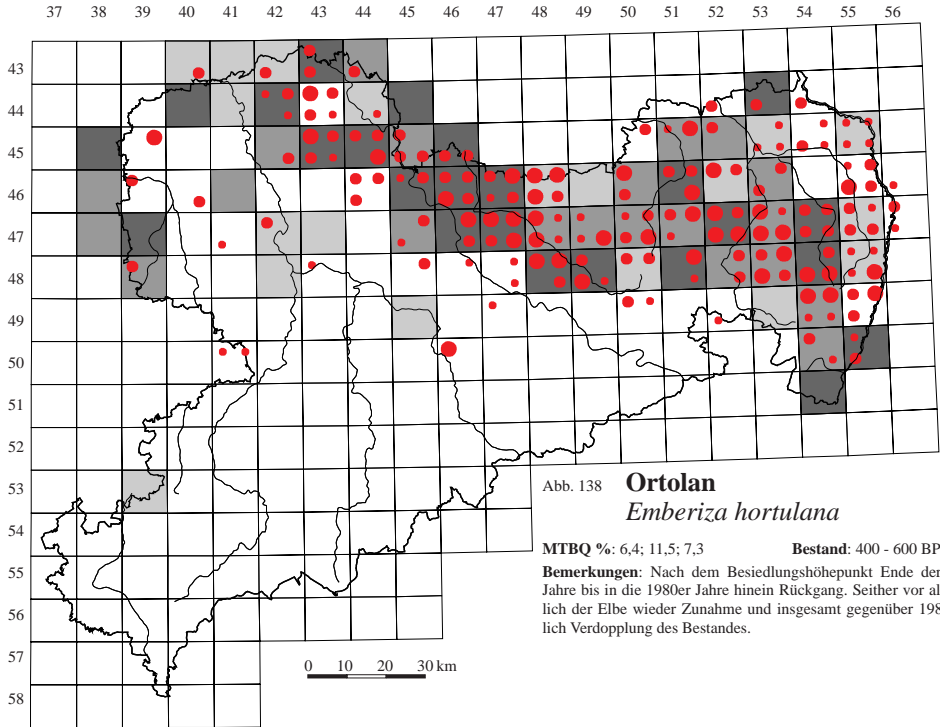 37 38 39 40 41 42 43 44 45 46 47 48 49 50 51 52 53 54 55 56
43
44
45
46
47
48
49
50
51
52
53
54
55
56
57
58
Abb. 138 Ortolan
Emberiza hortulana
MTBQ %: 6,4; 11,5; 7,3 Bestand: 400 - 600 BP
Bemerkungen: Nach dem Besiedlungshöhepunkt Ende der
Jahre bis in die 1980er Jahre hinein Rückgang. Seither vor al
lich der Elbe wieder Zunahme und insgesamt gegenüber 198
lich Verdopplung des Bestandes.
0 10 20 30 km